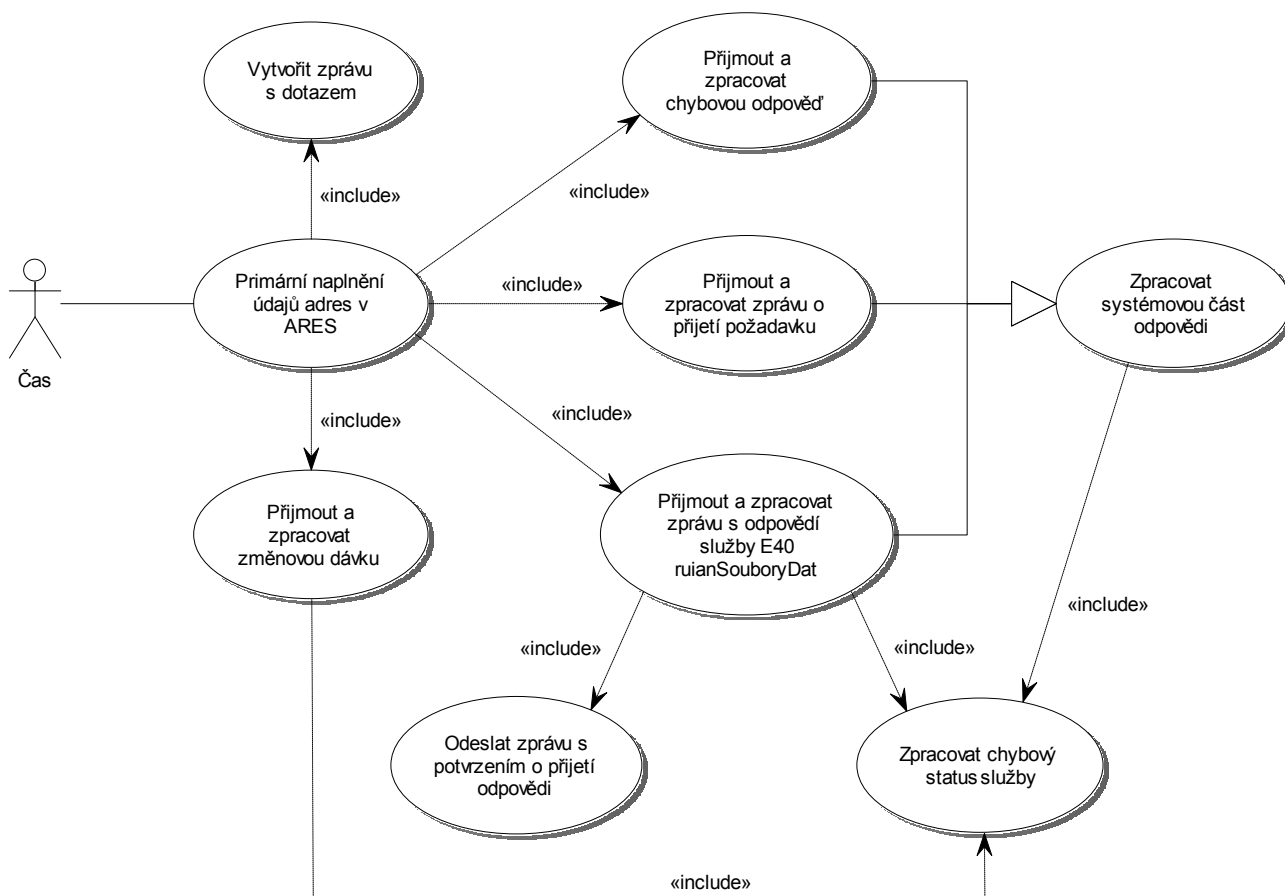 Vytvořit zprávu
s dotazem
Přijmout a
zpracovat
chybovou odpověď
«include»
«include»
Primární naplnění
údajů adres v
ARES
«include»
Přijmout a
zpracovat zprávu o
přijetí požadavku
Zpracovat
systémovou část
odpovědi
Čas
«include»
«include»
Přijmout a
zpracovat
změnovou dávku
Přijmout a zpracovat
zprávu s odpovědí
služby E40
ruianSouboryDat
«include»
«include»
«include»
Odeslat zprávu s
potvrzením o přijetí
odpovědi
Zpracovat chybový
status služby
«include»